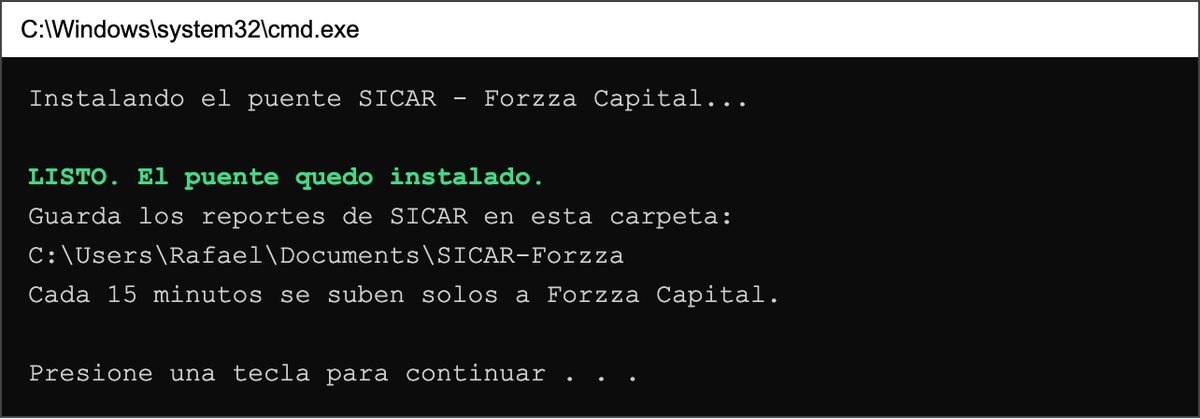 C:\Windows\system32\cmd.exe
Instalando el puente SICAR - Forzza Capital...
LISTO. El puente quedo instalado.
Guarda los reportes de SICAR en esta carpeta:
C:\Users\Rafael\Documents\SICAR-Forzza
Cada 15 minutos se suben solos a Forzza Capital.
Presione una tecla para continuar . . .